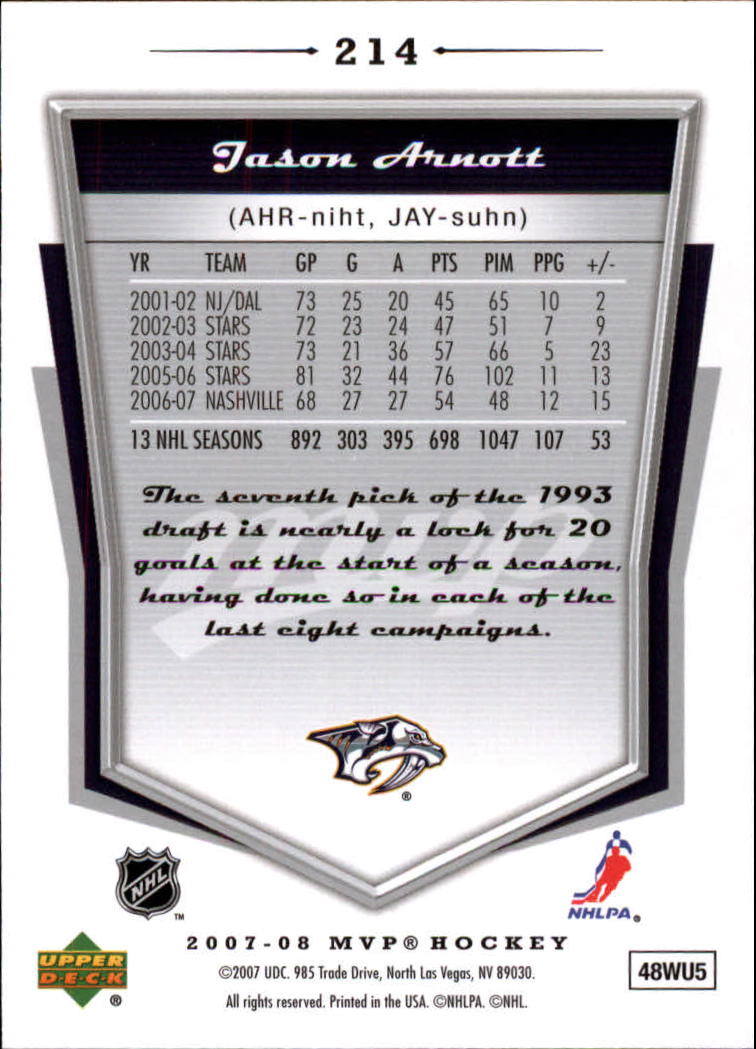 214
Jason Arnott
(AHR-niht, JAY-suhn)
YR TEAM GP G A PTS PIM PPG +/-
2001-02 NJ/DAL 73 25 20 45 65 10 2
2002-03 STARS 72 23 24 47 51 7 9
2003-04 STARS 73 21 36 57 66 5 23
2005-06 STARS 81 32 44 76 102 11 13
2006-07 NASHVILLE 68 27 27 54 48 12 15
13 NHL SEASONS 892 303 395 698 1047 107 53
mvp
The seventh pick of the 1993
draft is nearly a lock for 20
goals at the start of a season,
having done so in each of the
last eight campaigns.
®
NHL
™
NHLPA®
2007-08 MVP® HOCKEY
UPPER
D·E·C·K
®
©2007 UDC. 985 Trade Drive, North Las Vegas, NV 89030.
All rights reserved. Printed in the USA. ©NHLPA. ©NHL.
48WU5